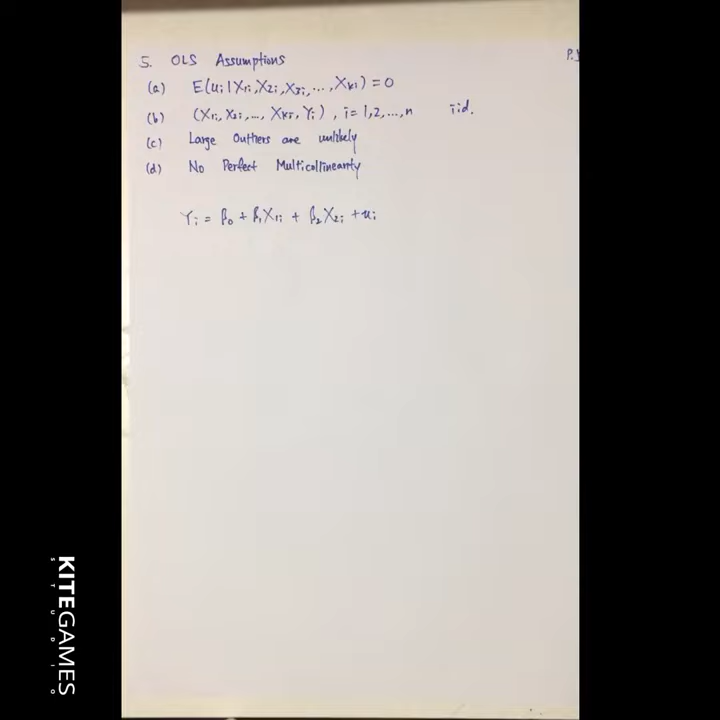 5. OLS Assumptions
(a) E(uᵢ|X₁ᵢ,X₂ᵢ,X₃ᵢ,...,Xₖᵢ)=0
(b) (X₁ᵢ,X₂ᵢ,..., Xₖᵢ,Yᵢ), i=1,2,...,n iid.
(c) Large Outliers are unlikely
(d) No Perfect Multicollinearity
Yᵢ = β₀ + β₁X₁ᵢ + β₂X₂ᵢ + uᵢ
KITEGAMES
STUDIO